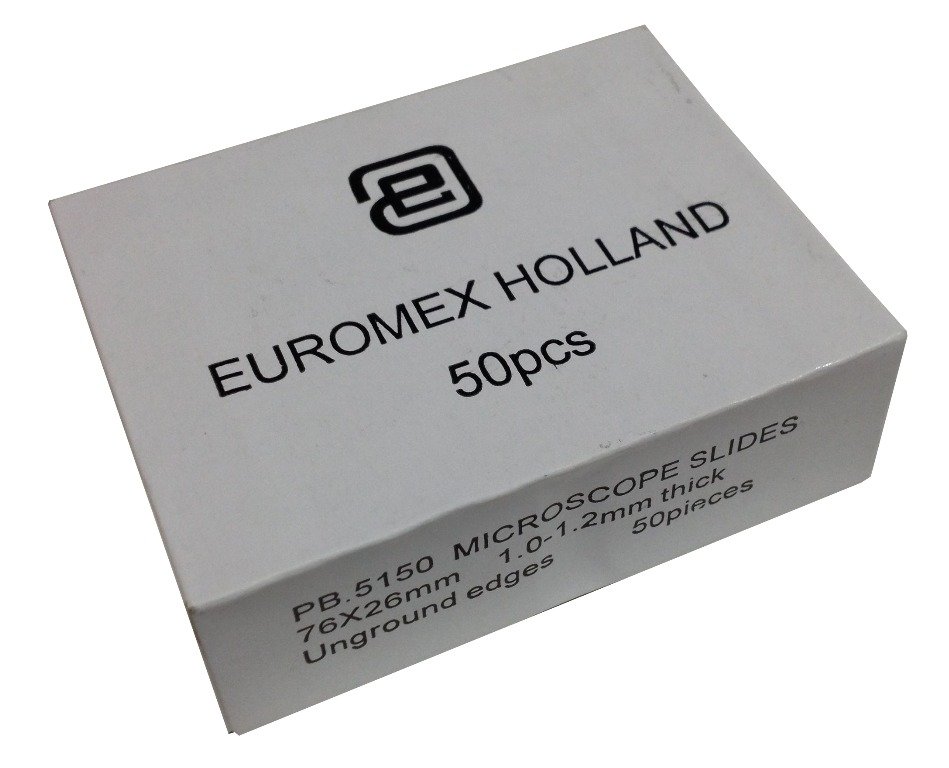 e
EUROMEX HOLLAND
50pcs
PB.5150 MICROSCOPE SLIDES
76X26mm 1.0-1.2mm thick
Unground edges 50pieces